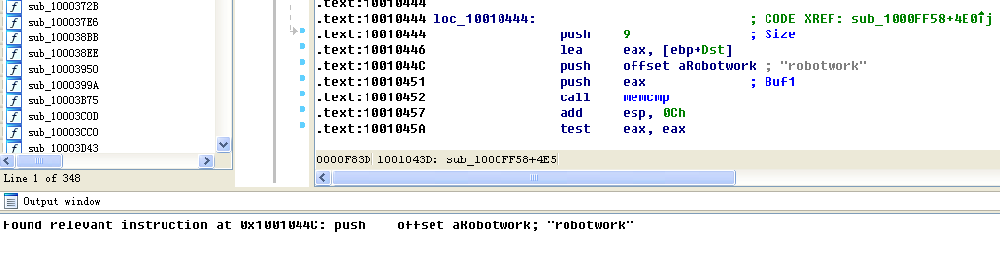 sub_1000372B
sub_100037E6
sub_100038BB
sub_100038EE
sub_10003950
sub_1000399A
sub_10003B75
sub_10003C0D
sub_10003CC0
sub_10003D43
Line 1 of 348
.text:10010444
.text:10010444 loc_10010444: ; CODE XREF: sub_1000FF58+4E0↑j
.text:10010444 push 9 ; Size
.text:10010446 lea eax, [ebp+Dst]
.text:1001044C push offset aRobotwork ; "robotwork"
.text:10010451 push eax ; Buf1
.text:10010452 call memcmp
.text:10010457 add esp, 0Ch
.text:1001045A test eax, eax
0000F83D 1001043D: sub_1000FF58+4E5
Output window
Found relevant instruction at 0x1001044C: push offset aRobotwork; "robotwork"